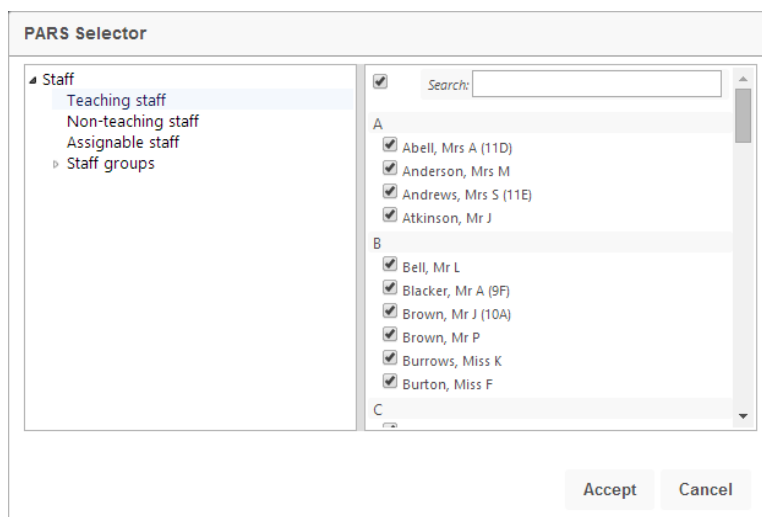 PARS Selector
Staff
Teaching staff
Non-teaching staff
Assignable staff
Staff groups
Search:
A
Abell, Mrs A (11D)
Anderson, Mrs M
Andrews, Mrs S (11E)
Atkinson, Mr J
B
Bell, Mr L
Blacker, Mr A (9F)
Brown, Mr J (10A)
Brown, Mr P
Burrows, Miss K
Burton, Miss F
C
Accept Cancel